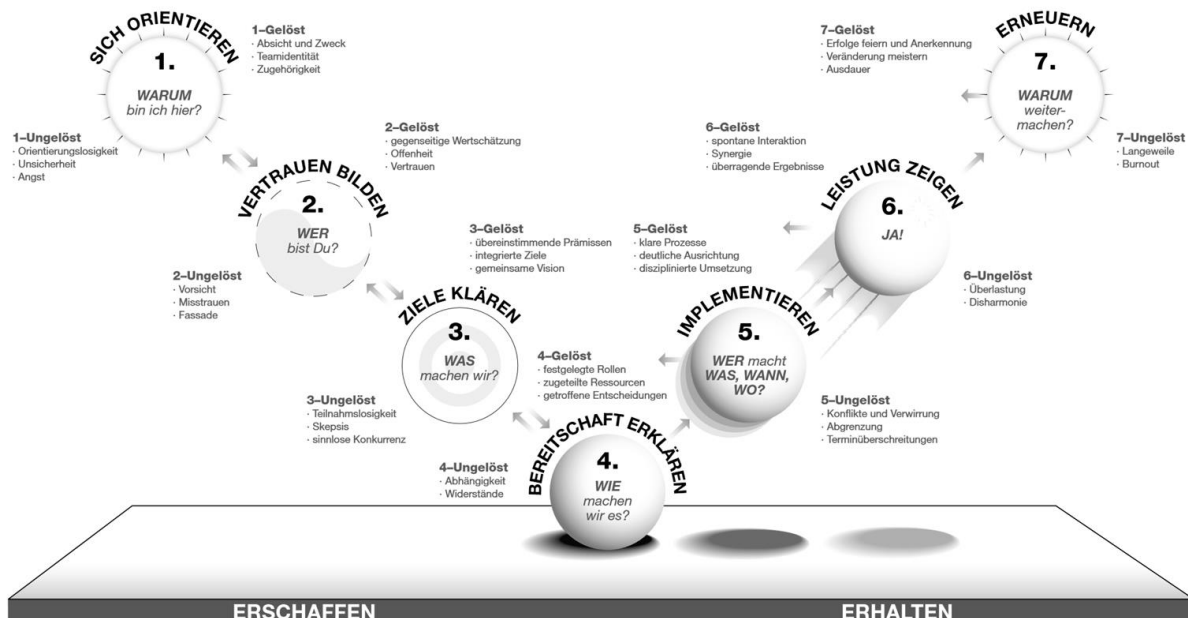 SICH ORIENTIEREN
1.
WARUM
bin ich hier?
1–Gelöst
· Absicht und Zweck
· Teamidentität
· Zugehörigkeit
1–Ungelöst
· Orientierungslosigkeit
· Unsicherheit
· Angst
VERTRAUEN BILDEN
2.
WER
bist Du?
2–Gelöst
· gegenseitige Wertschätzung
· Offenheit
· Vertrauen
2–Ungelöst
· Vorsicht
· Misstrauen
· Fassade
ZIELE KLÄREN
3.
WAS
machen wir?
3–Gelöst
· übereinstimmende Prämissen
· integrierte Ziele
· gemeinsame Vision
3–Ungelöst
· Teilnahmslosigkeit
· Skepsis
· sinnlose Konkurrenz
BEREITSCHAFT ERKLÄREN
4.
WIE
machen
wir es?
4–Gelöst
· festgelegte Rollen
· zugeteilte Ressourcen
· getroffene Entscheidungen
4–Ungelöst
· Abhängigkeit
· Widerstände
IMPLEMENTIEREN
5.
WER macht
WAS, WANN,
WO?
5–Gelöst
· klare Prozesse
· deutliche Ausrichtung
· disziplinierte Umsetzung
5–Ungelöst
· Konflikte und Verwirrung
· Abgrenzung
· Terminüberschreitungen
LEISTUNG ZEIGEN
6.
JA!
6–Gelöst
· spontane Interaktion
· Synergie
· überragende Ergebnisse
6–Ungelöst
· Überlastung
· Disharmonie
ERNEUERN
7.
WARUM
weiter-
machen?
7–Gelöst
· Erfolge feiern und Anerkennung
· Veränderung meistern
· Ausdauer
7–Ungelöst
· Langeweile
· Burnout
ERSCHAFFEN
ERHALTEN